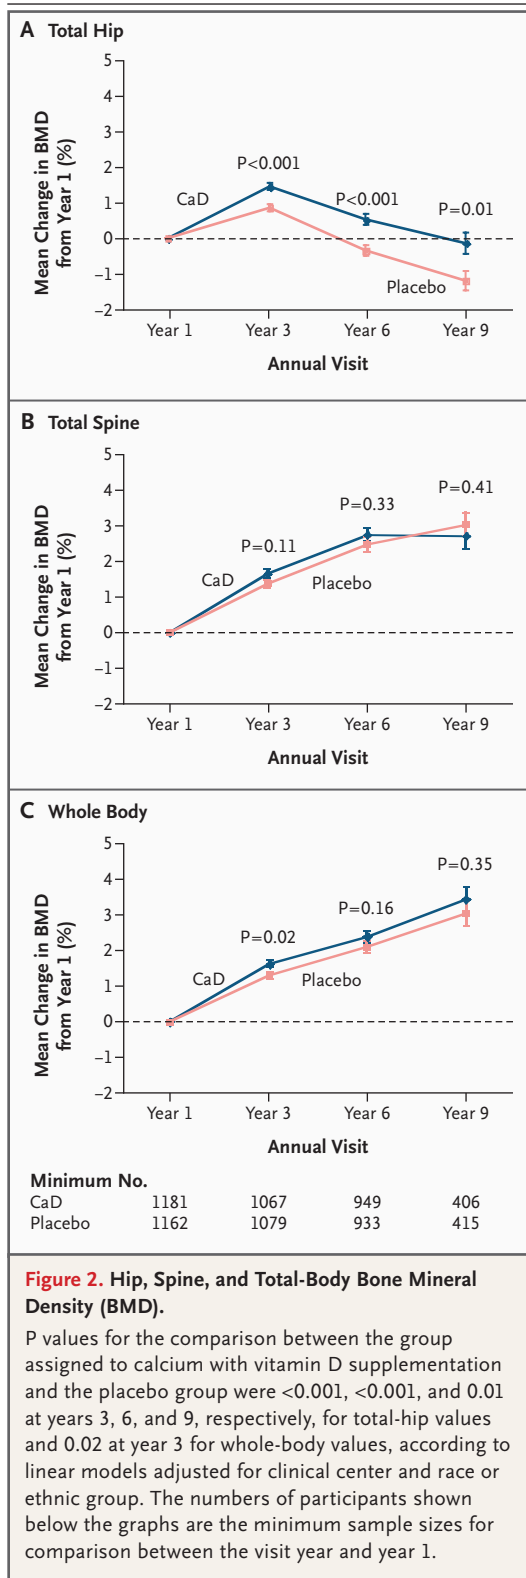 A Total Hip
Mean Change in BMD
from Year 1 (%)
5
4
3
2
1
0
–1
–2
CaD
P<0.001
P<0.001
P=0.01
Placebo
Year 1 Year 3 Year 6 Year 9
Annual Visit
B Total Spine
Mean Change in BMD
from Year 1 (%)
5
4
3
2
1
0
–1
–2
CaD
P=0.11
P=0.33
P=0.41
Placebo
Year 1 Year 3 Year 6 Year 9
Annual Visit
C Whole Body
Mean Change in BMD
from Year 1 (%)
5
4
3
2
1
0
–1
–2
CaD
P=0.02
P=0.16
P=0.35
Placebo
Year 1 Year 3 Year 6 Year 9
Annual Visit
Minimum No.
CaD 1181 1067 949 406
Placebo 1162 1079 933 415
Figure 2. Hip, Spine, and Total-Body Bone Mineral
Density (BMD).
P values for the comparison between the group
assigned to calcium with vitamin D supplementation
and the placebo group were <0.001, <0.001, and 0.01
at years 3, 6, and 9, respectively, for total-hip values
and 0.02 at year 3 for whole-body values, according to
linear models adjusted for clinical center and race or
ethnic group. The numbers of participants shown
below the graphs are the minimum sample sizes for
comparison between the visit year and year 1.